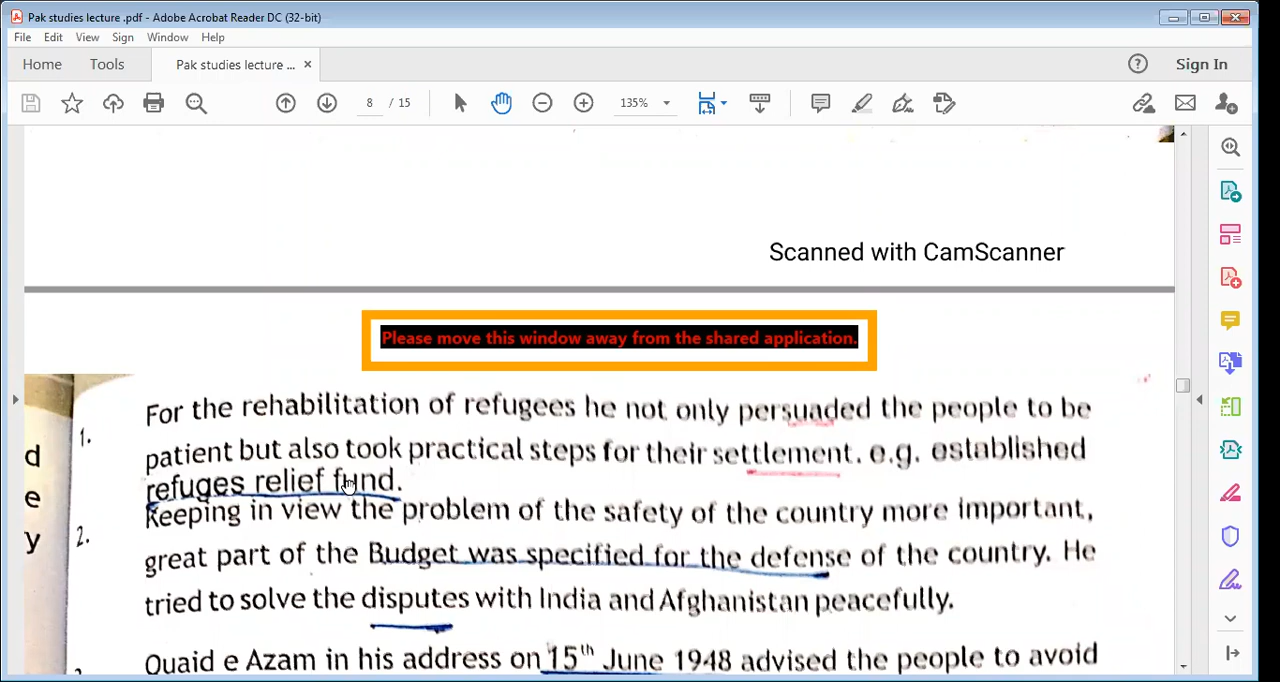 Pak studies lecture .pdf - Adobe Acrobat Reader DC (32-bit)
File Edit View Sign Window Help
Home Tools Pak studies lecture ... × Sign In
8 / 15 135%
Scanned with CamScanner
Please move this window away from the shared application.
1. For the rehabilitation of refugees he not only persuaded the people to be
patient but also took practical steps for their settlement. e.g. established
refuges relief fund.
2. Keeping in view the problem of the safety of the country more important,
great part of the Budget was specified for the defense of the country. He
tried to solve the disputes with India and Afghanistan peacefully.
Quaid e Azam in his address on 15th June 1948 advised the people to avoid
d
e
y